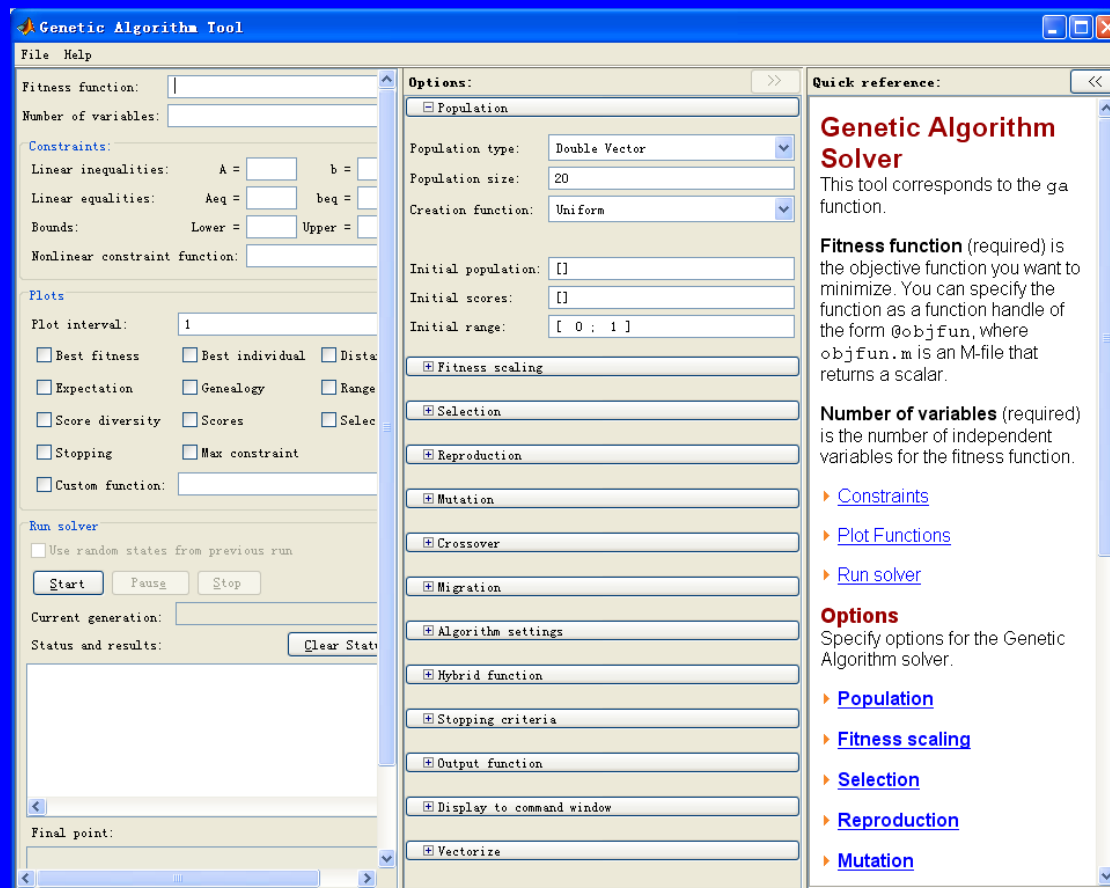 Genetic Algorithm Tool
File Help
Fitness function:
Number of variables:
Constraints:
Linear inequalities: A = b =
Linear equalities: Aeq = beq =
Bounds: Lower = Upper =
Nonlinear constraint function:
Plots
Plot interval: 1
Best fitness Best individual Dista
Expectation Genealogy Range
Score diversity Scores Selec
Stopping Max constraint
Custom function:
Run solver
Use random states from previous run
Start Pause Stop
Current generation:
Status and results: Clear Stat
Final point:
Options: >>
Population
Population type: Double Vector
Population size: 20
Creation function: Uniform
Initial population: []
Initial scores: []
Initial range: [ 0 ; 1 ]
Fitness scaling
Selection
Reproduction
Mutation
Crossover
Migration
Algorithm settings
Hybrid function
Stopping criteria
Output function
Display to command window
Vectorize
Quick reference: <<
Genetic Algorithm
Solver
This tool corresponds to the ga
function.
Fitness function (required) is
the objective function you want to
minimize. You can specify the
function as a function handle of
the form @objfun, where
objfun.m is an M-file that
returns a scalar.
Number of variables (required)
is the number of independent
variables for the fitness function.
Constraints
Plot Functions
Run solver
Options
Specify options for the Genetic
Algorithm solver.
Population
Fitness scaling
Selection
Reproduction
Mutation